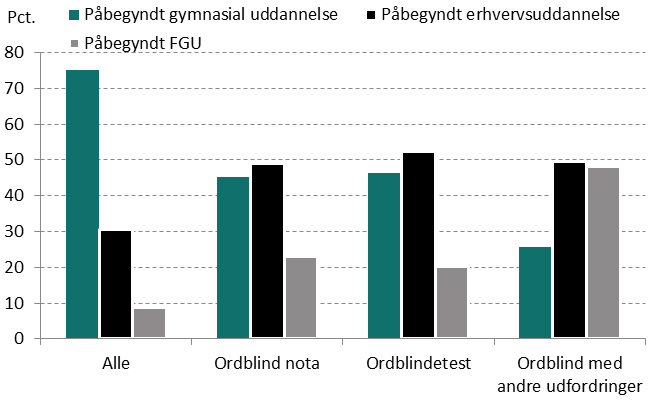 Pct.
Påbegyndt gymnasial uddannelse
Påbegyndt erhvervsuddannelse
Påbegyndt FGU
80
70
60
50
40
30
20
10
0
Alle
Ordblind nota
Ordblindetest
Ordblind med
andre udfordringer